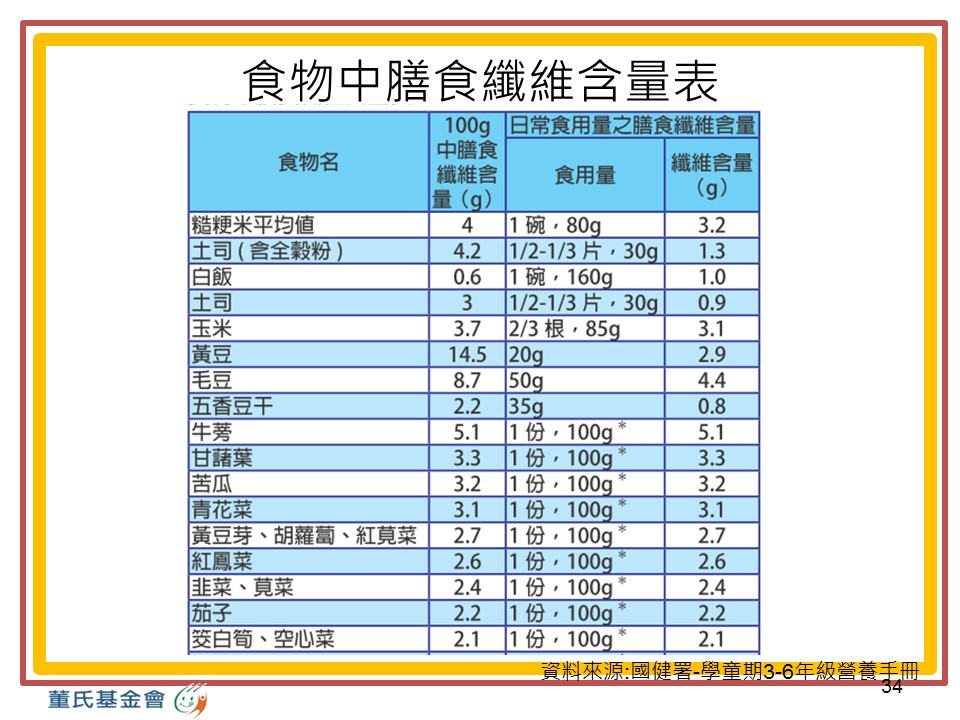 食物中膳食纖維含量表
食物名 100g中膳食纖維含量（g） 日常食用量之膳食纖維含量
食用量 纖維含量（g）
糙粳米平均值 4 1 碗，80g 3.2
土司 ( 含全穀粉 ) 4.2 1/2-1/3 片，30g 1.3
白飯 0.6 1 碗，160g 1.0
土司 3 1/2-1/3 片，30g 0.9
玉米 3.7 2/3 根，85g 3.1
黃豆 14.5 20g 2.9
毛豆 8.7 50g 4.4
五香豆干 2.2 35g 0.8
牛蒡 5.1 1 份，100g * 5.1
甘藷葉 3.3 1 份，100g * 3.3
苦瓜 3.2 1 份，100g * 3.2
青花菜 3.1 1 份，100g * 3.1
黃豆芽、胡蘿蔔、紅莧菜 2.7 1 份，100g * 2.7
紅鳳菜 2.6 1 份，100g * 2.6
韭菜、莧菜 2.4 1 份，100g * 2.4
茄子 2.2 1 份，100g * 2.2
筊白筍、空心菜 2.1 1 份，100g * 2.1
資料來源:國健署-學童期3-6年級營養手冊
34
董氏基金會